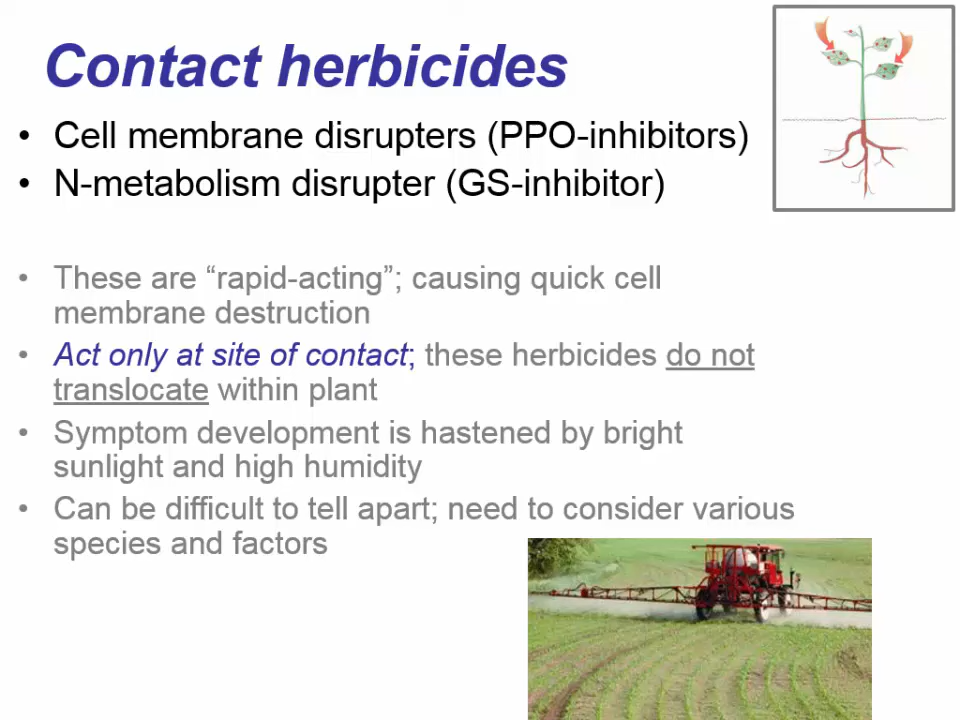 Contact herbicides
• Cell membrane disrupters (PPO-inhibitors)
• N-metabolism disrupter (GS-inhibitor)
• These are “rapid-acting”; causing quick cell
membrane destruction
• Act only at site of contact; these herbicides do not
translocate within plant
• Symptom development is hastened by bright
sunlight and high humidity
• Can be difficult to tell apart; need to consider various
species and factors